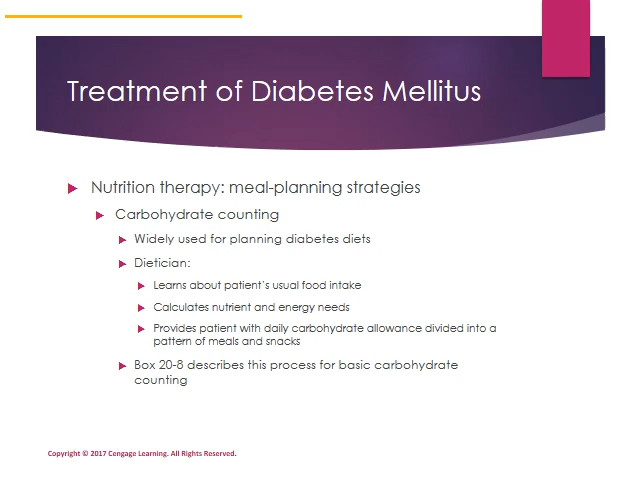 Treatment of Diabetes Mellitus
Nutrition therapy: meal-planning strategies
Carbohydrate counting
Widely used for planning diabetes diets
Dietician:
Learns about patient's usual food intake
Calculates nutrient and energy needs
Provides patient with daily carbohydrate allowance divided into a
pattern of meals and snacks
Box 20-8 describes this process for basic carbohydrate
counting
Copyright © 2017 Cengage Learning. All Rights Reserved.